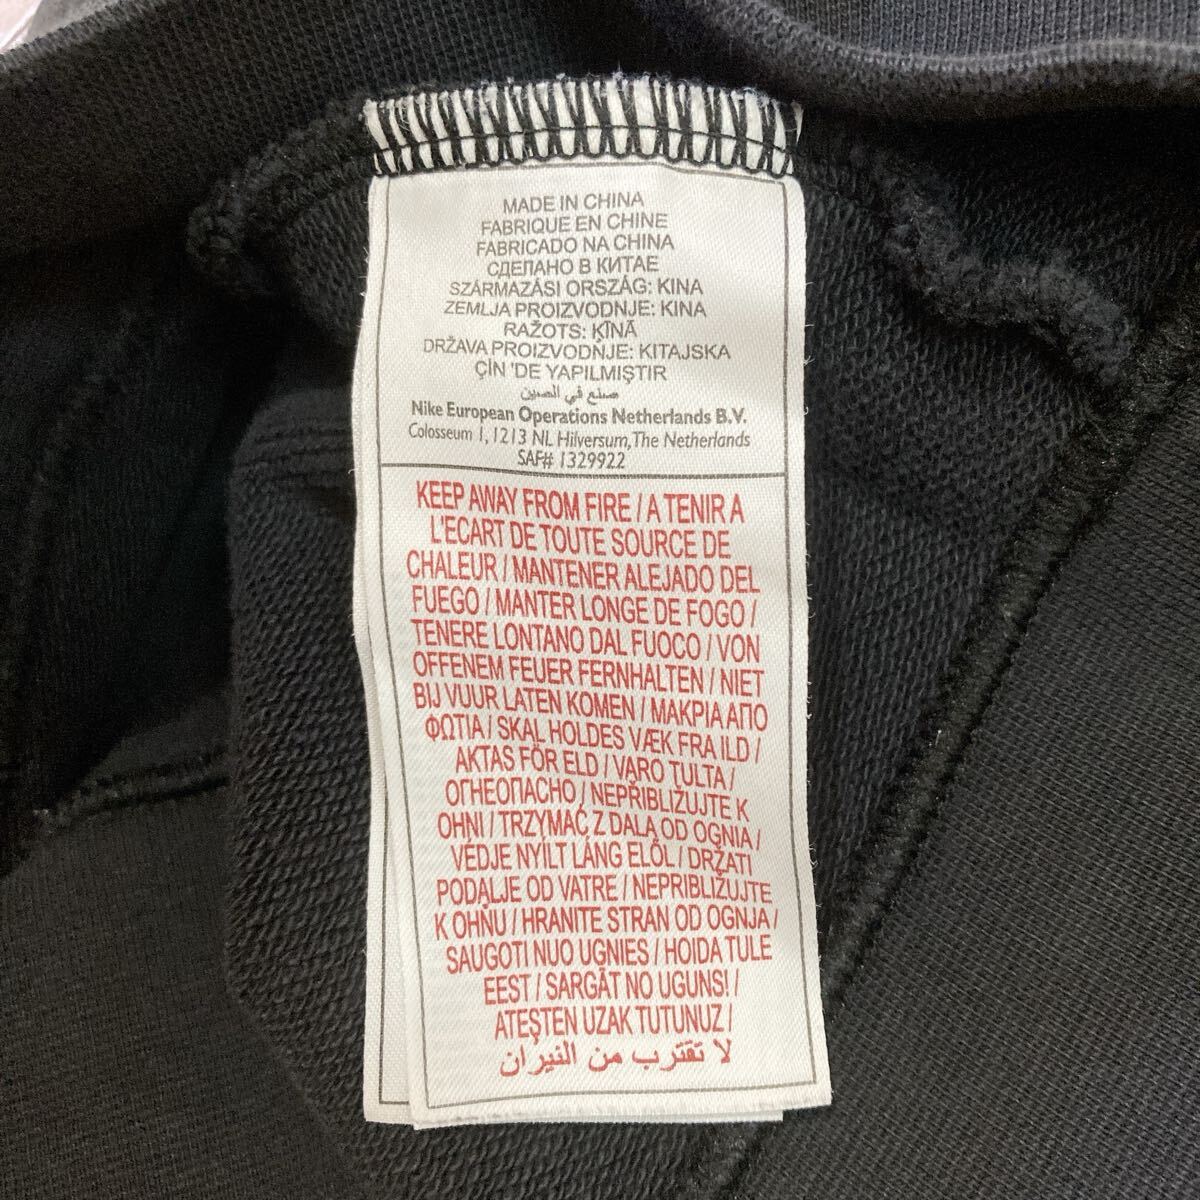 MADE IN CHINA
FABRIQUE EN CHINE
FABRICADO NA CHINA
СДЕЛАНО В КИТАЕ
SZÁRMAZÁSI ORSZÁG: KINA
ZEMLJA PROIZVODNJE: KINA
RAŽOTS: ĶĪNĀ
DRŽAVA PROIZVODNJE: KITAJSKA
ÇİN 'DE YAPILMIŞTIR
صنع في الصين
Nike European Operations Netherlands B.V.
Colosseum 1, 1213 NL Hilversum, The Netherlands
SAF# 1329922
KEEP AWAY FROM FIRE / A TENIR A
L'ECART DE TOUTE SOURCE DE
CHALEUR / MANTENER ALEJADO DEL
FUEGO / MANTER LONGE DE FOGO /
TENERE LONTANO DAL FUOCO / VON
OFFENEM FEUER FERNHALTEN / NIET
BIJ VUUR LATEN KOMEN / ΜΑΚΡΙΑ ΑΠΟ
ΦΩΤΙΑ / SKAL HOLDES VÆK FRA ILD /
AKTAS FÖR ELD / VARO TULTA /
ОГНЕОПАСНО / NEPŘIBLIŽUJTE K
OHNI / TRZYMAĆ Z DALA OD OGNIA /
VÉDJE NYÍLT LÁNG ELŐL / DRŽATI
PODALJE OD VATRE / NEPRIBLIŽUJTE
K OHŇU / HRANITE STRAN OD OGNJA /
SAUGOTI NUO UGNIES / HOIDA TULE
EEST / SARGĀT NO UGUNS! /
ATEŞTEN UZAK TUTUNUZ /
لا تقترب من النيران